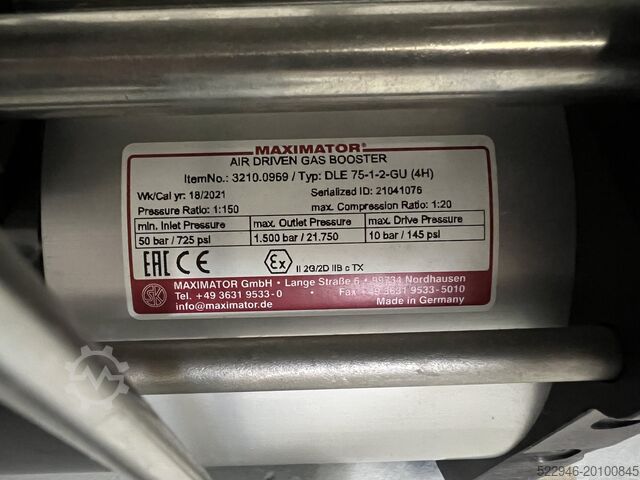 MAXIMATOR®
AIR DRIVEN GAS BOOSTER
ItemNo.: 3210.0969 / Typ: DLE 75-1-2-GU (4H)
Wk/Cal yr: 18/2021 Serialized ID: 21041076
Pressure Ratio: 1:150 max. Compression Ratio: 1:20
min. Inlet Pressure max. Outlet Pressure max. Drive Pressure
50 bar / 725 psi 1.500 bar / 21.750 10 bar / 145 psi
EAC CE Ex II 2G/2D IIB c TX
MAXIMATOR GmbH • Lange Straße 6 • 99734 Nordhausen
Tel. +49 3631 9533-0 • Fax +49 3631 9533-5010
info@maximator.de Made in Germany
522946-20100845